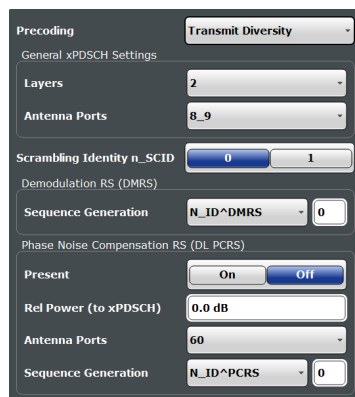 Precoding Transmit Diversity
General xPDSCH Settings
Layers 2
Antenna Ports 8_9
Scrambling Identity n_SCID 0 1
Demodulation RS (DMRS)
Sequence Generation N_ID^DMRS 0
Phase Noise Compensation RS (DL PCRS)
Present On Off
Rel Power (to xPDSCH) 0.0 dB
Antenna Ports 60
Sequence Generation N_ID^PCRS 0